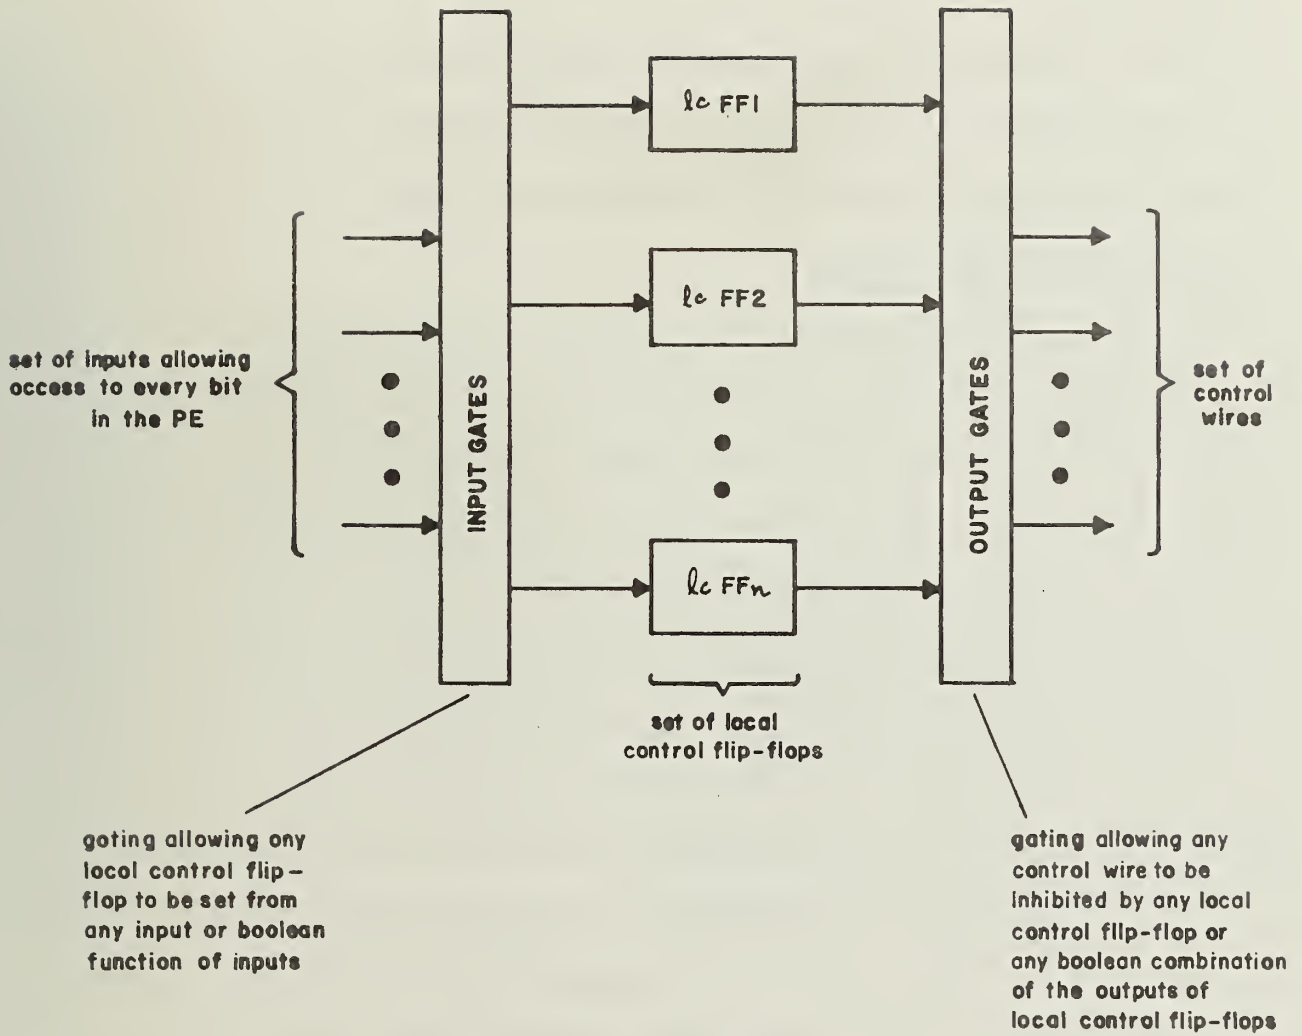 lc FF1
set of inputs allowing
access to every bit
in the PE
INPUT GATES
lc FF2
OUTPUT GATES
set of
control
wires
lc FFn
set of local
control flip-flops
gating allowing any
local control flip-
flop to be set from
any input or boolean
function of inputs
gating allowing any
control wire to be
inhibited by any local
control flip-flop or
any boolean combination
of the outputs of
local control flip-flops